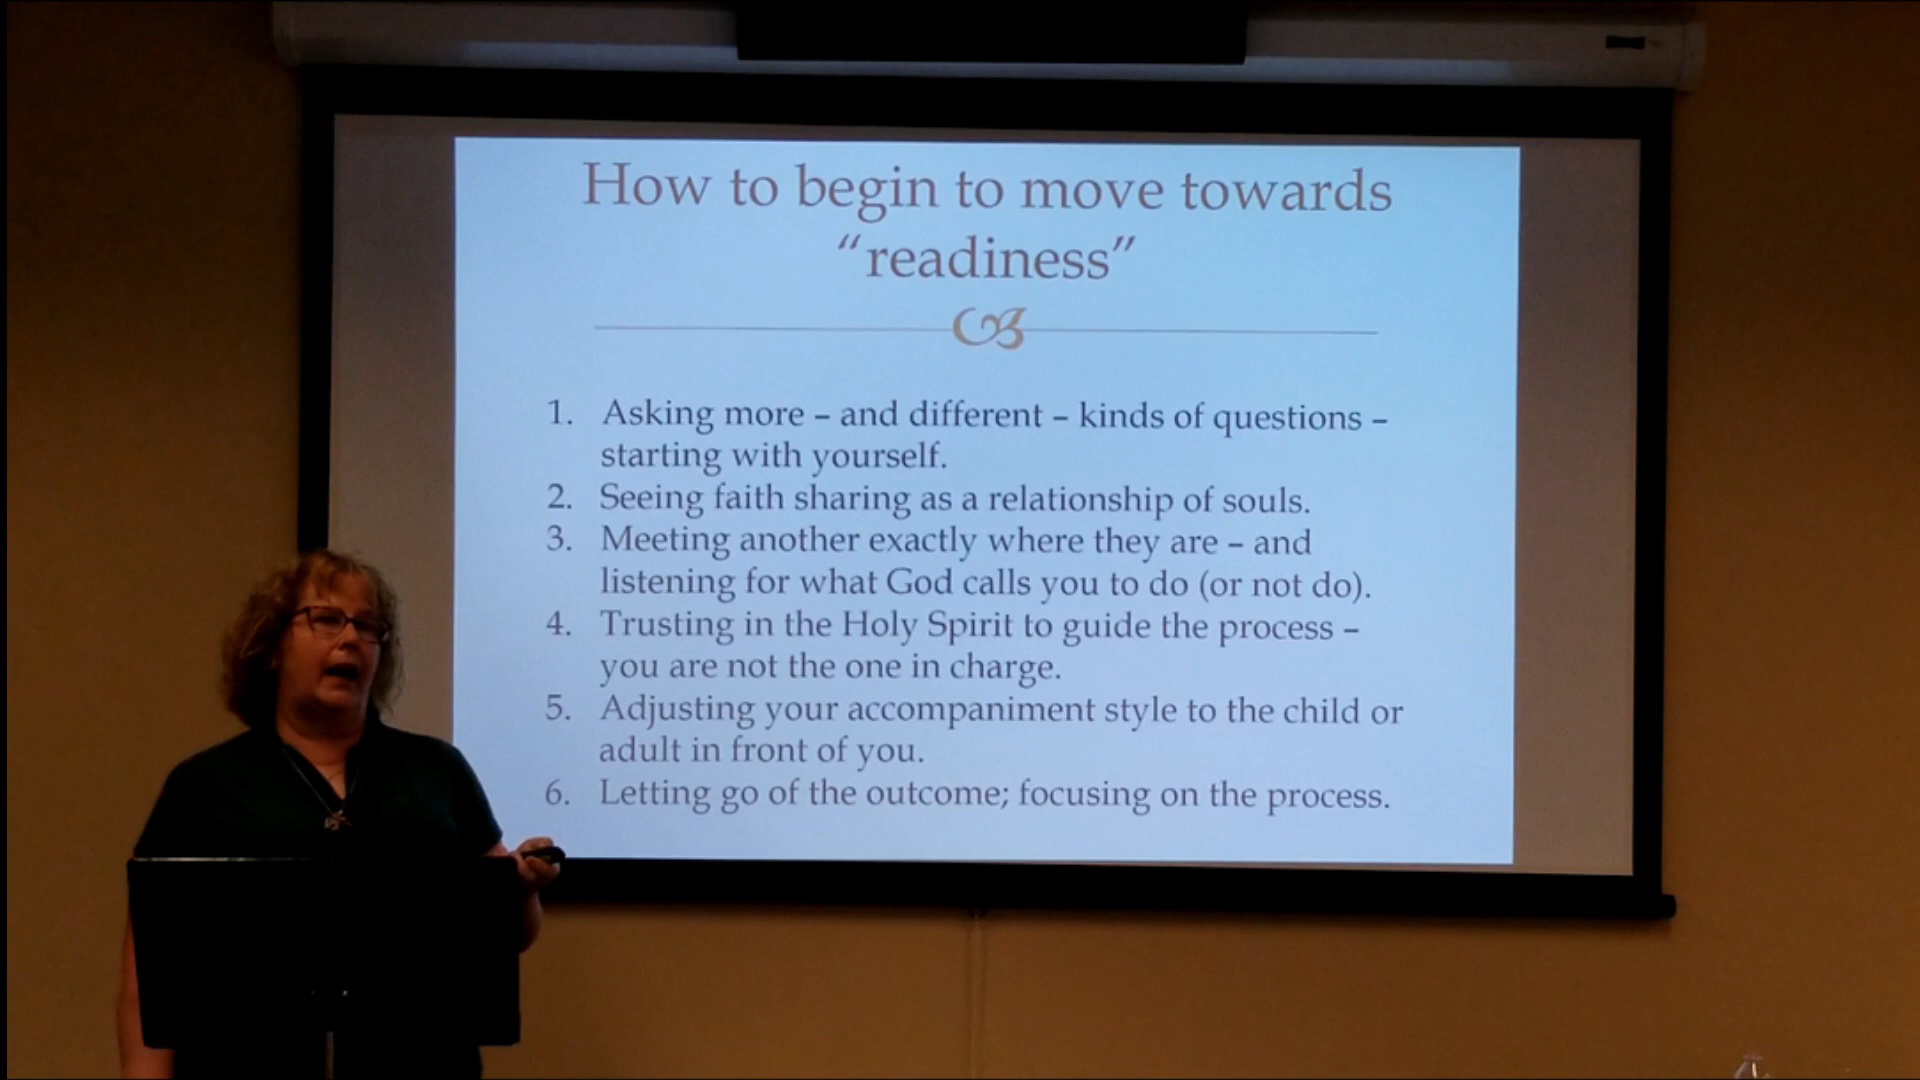 How to begin to move towards
“readiness”
1. Asking more – and different – kinds of questions –
starting with yourself.
2. Seeing faith sharing as a relationship of souls.
3. Meeting another exactly where they are – and
listening for what God calls you to do (or not do).
4. Trusting in the Holy Spirit to guide the process –
you are not the one in charge.
5. Adjusting your accompaniment style to the child or
adult in front of you.
6. Letting go of the outcome; focusing on the process.